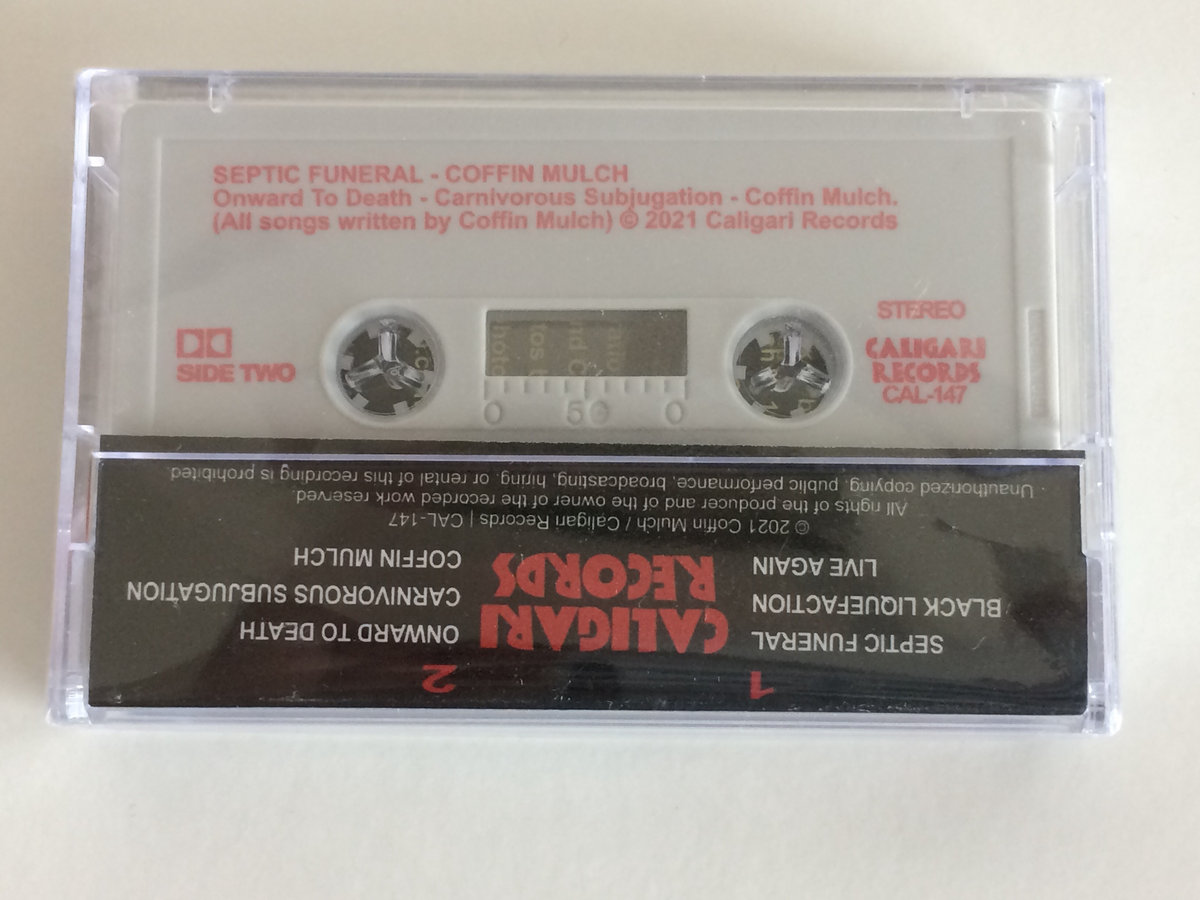 SEPTIC FUNERAL - COFFIN MULCH
Onward To Death - Carnivorous Subjugation - Coffin Mulch.
(All songs written by Coffin Mulch) © 2021 Caligari Records
SIDE TWO
0 50 0
STEREO
CALIGARI
RECORDS
CAL-147
1
SEPTIC FUNERAL
BLACK LIQUEFACTION
LIVE AGAIN
CALIGARI
RECORDS
2
ONWARD TO DEATH
CARNIVOROUS SUBJUGATION
COFFIN MULCH
© 2021 Coffin Mulch / Caligari Records | CAL-147
All rights of the producer and of the owner of the recorded work reserved.
Unauthorized copying, public performance, broadcasting, hiring, or rental of this recording is prohibited.